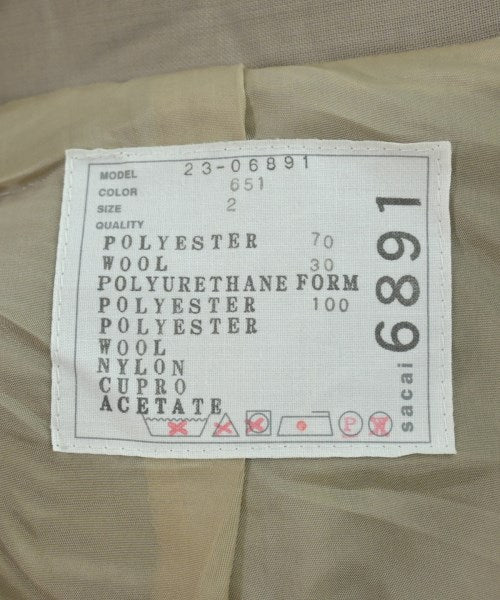 MODEL 23-06891
COLOR 651
SIZE 2
QUALITY
POLYESTER 70
WOOL 30
POLYURETHANE FORM
POLYESTER 100
POLYESTER
WOOL
NYLON
CUPRO
ACETATE
P W
sacai 6891